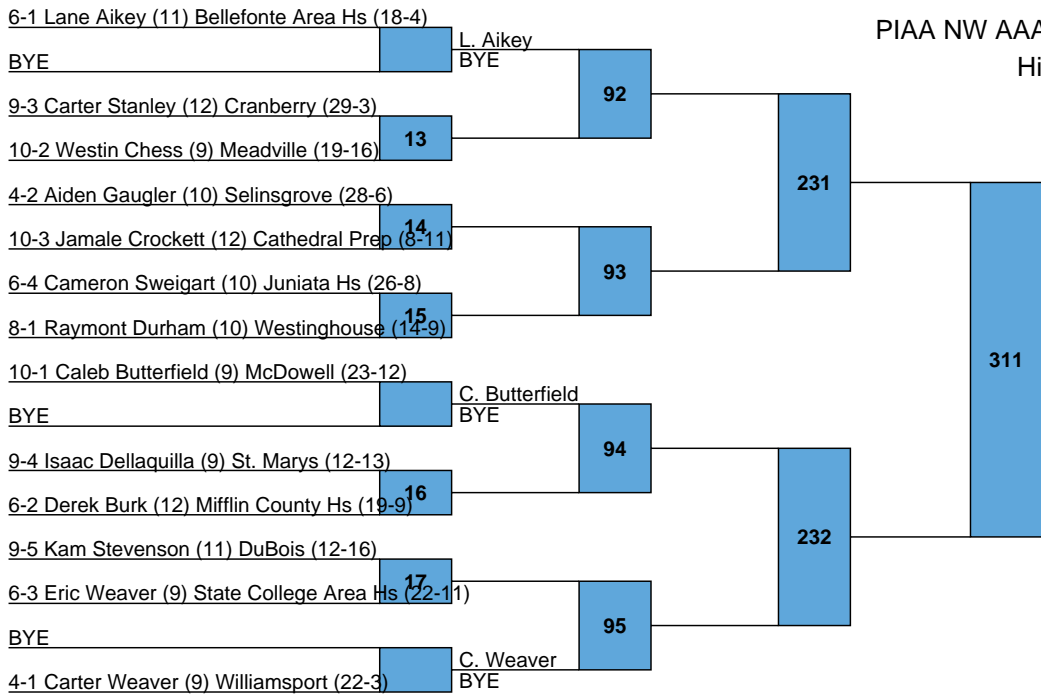 6-1 Lane Aikey (11) Bellefonte Area Hs (18-4)
BYE
L. Aikey
BYE
PIAA NW AAA
Hi
92
9-3 Carter Stanley (12) Cranberry (29-3)
13
10-2 Westin Chess (9) Meadville (19-16)
231
4-2 Aiden Gaugler (10) Selinsgrove (28-6)
14
10-3 Jamale Crockett (12) Cathedral Prep (8-11)
93
6-4 Cameron Sweigart (10) Juniata Hs (26-8)
15
8-1 Raymont Durham (10) Westinghouse (14-9)
311
10-1 Caleb Butterfield (9) McDowell (23-12)
BYE
C. Butterfield
BYE
94
9-4 Isaac Dellaquilla (9) St. Marys (12-13)
16
6-2 Derek Burk (12) Mifflin County Hs (19-9)
232
9-5 Kam Stevenson (11) DuBois (12-16)
17
6-3 Eric Weaver (9) State College Area Hs (22-11)
95
BYE
C. Weaver
BYE
4-1 Carter Weaver (9) Williamsport (22-3)